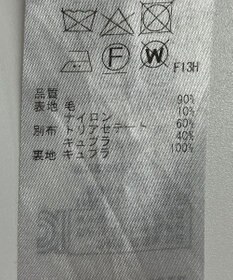 F W F13H
品質
表地 毛 90%
ナイロン 10%
別布 トリアセテート 60%
キュプラ 40%
裏地 キュプラ 100%